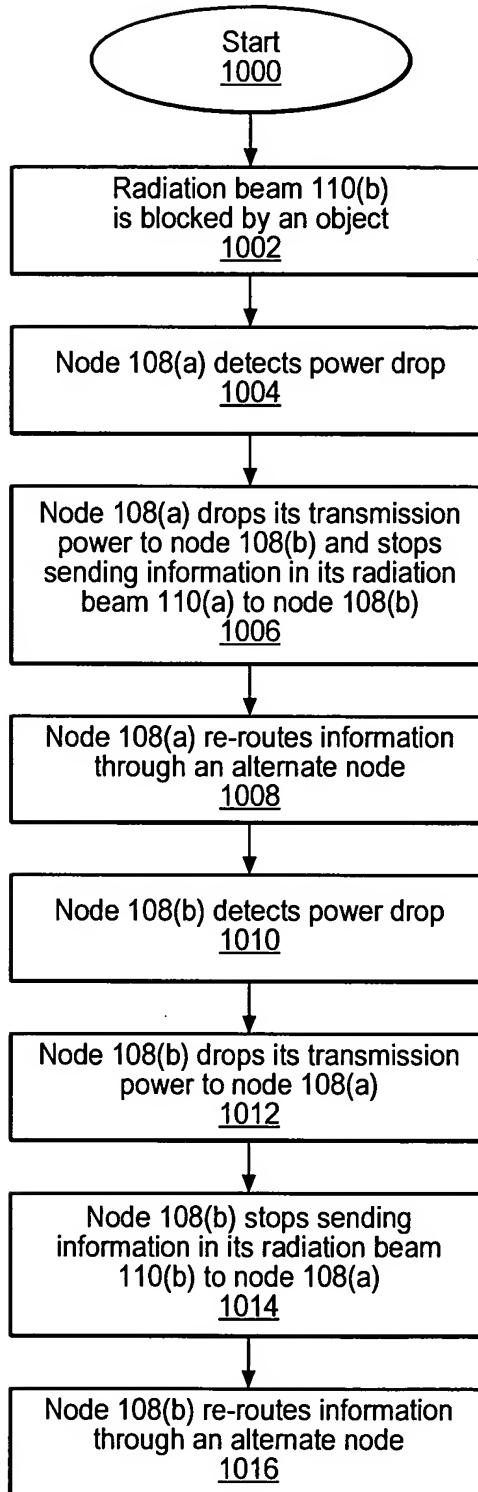 Start
1000
Radiation beam 110(b)
is blocked by an object
1002
Node 108(a) detects power drop
1004
Node 108(a) drops its transmission
power to node 108(b) and stops
sending information in its radiation
beam 110(a) to node 108(b)
1006
Node 108(a) re-routes information
through an alternate node
1008
Node 108(b) detects power drop
1010
Node 108(b) drops its transmission
power to node 108(a)
1012
Node 108(b) stops sending
information in its radiation beam
110(b) to node 108(a)
1014
Node 108(b) re-routes information
through an alternate node
1016